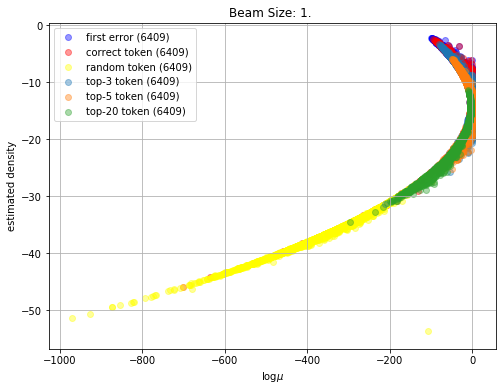 Beam Size: 1.
first error (6409)
correct token (6409)
random token (6409)
top-3 token (6409)
top-5 token (6409)
top-20 token (6409)
estimated density
0
−10
−20
−30
−40
−50
−1000 −800 −600 −400 −200 0
logμ